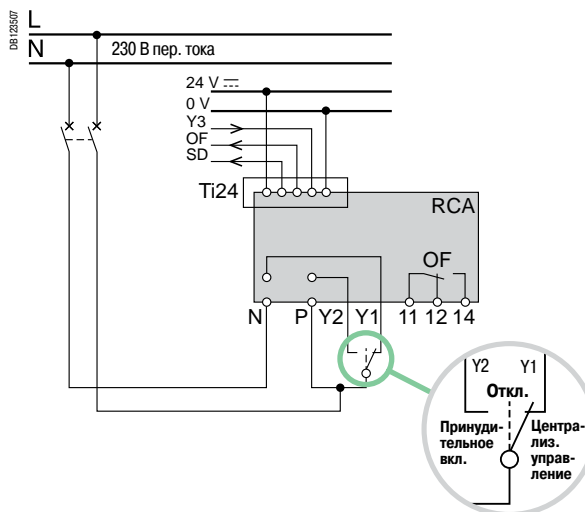 DB123507
L
N
230 В пер. тока
24 V
0 V
Y3
OF
SD
Ti24
RCA
OF
N P Y2 Y1 11 12 14
Y2 Y1
Откл.
Принуди-
тельное
вкл.
Центра-
лиз.
управ-
ление